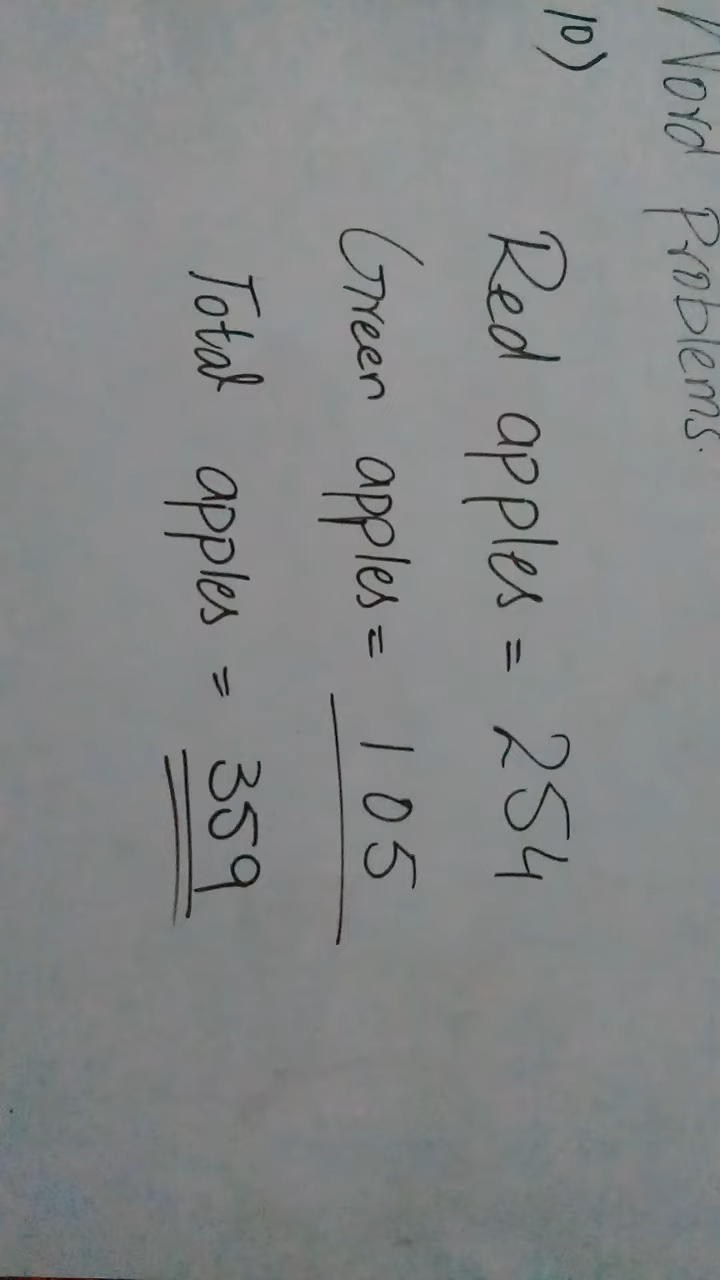 Word Problems.
10)
Red apples = 254
Green apples = 105
Total apples = 359